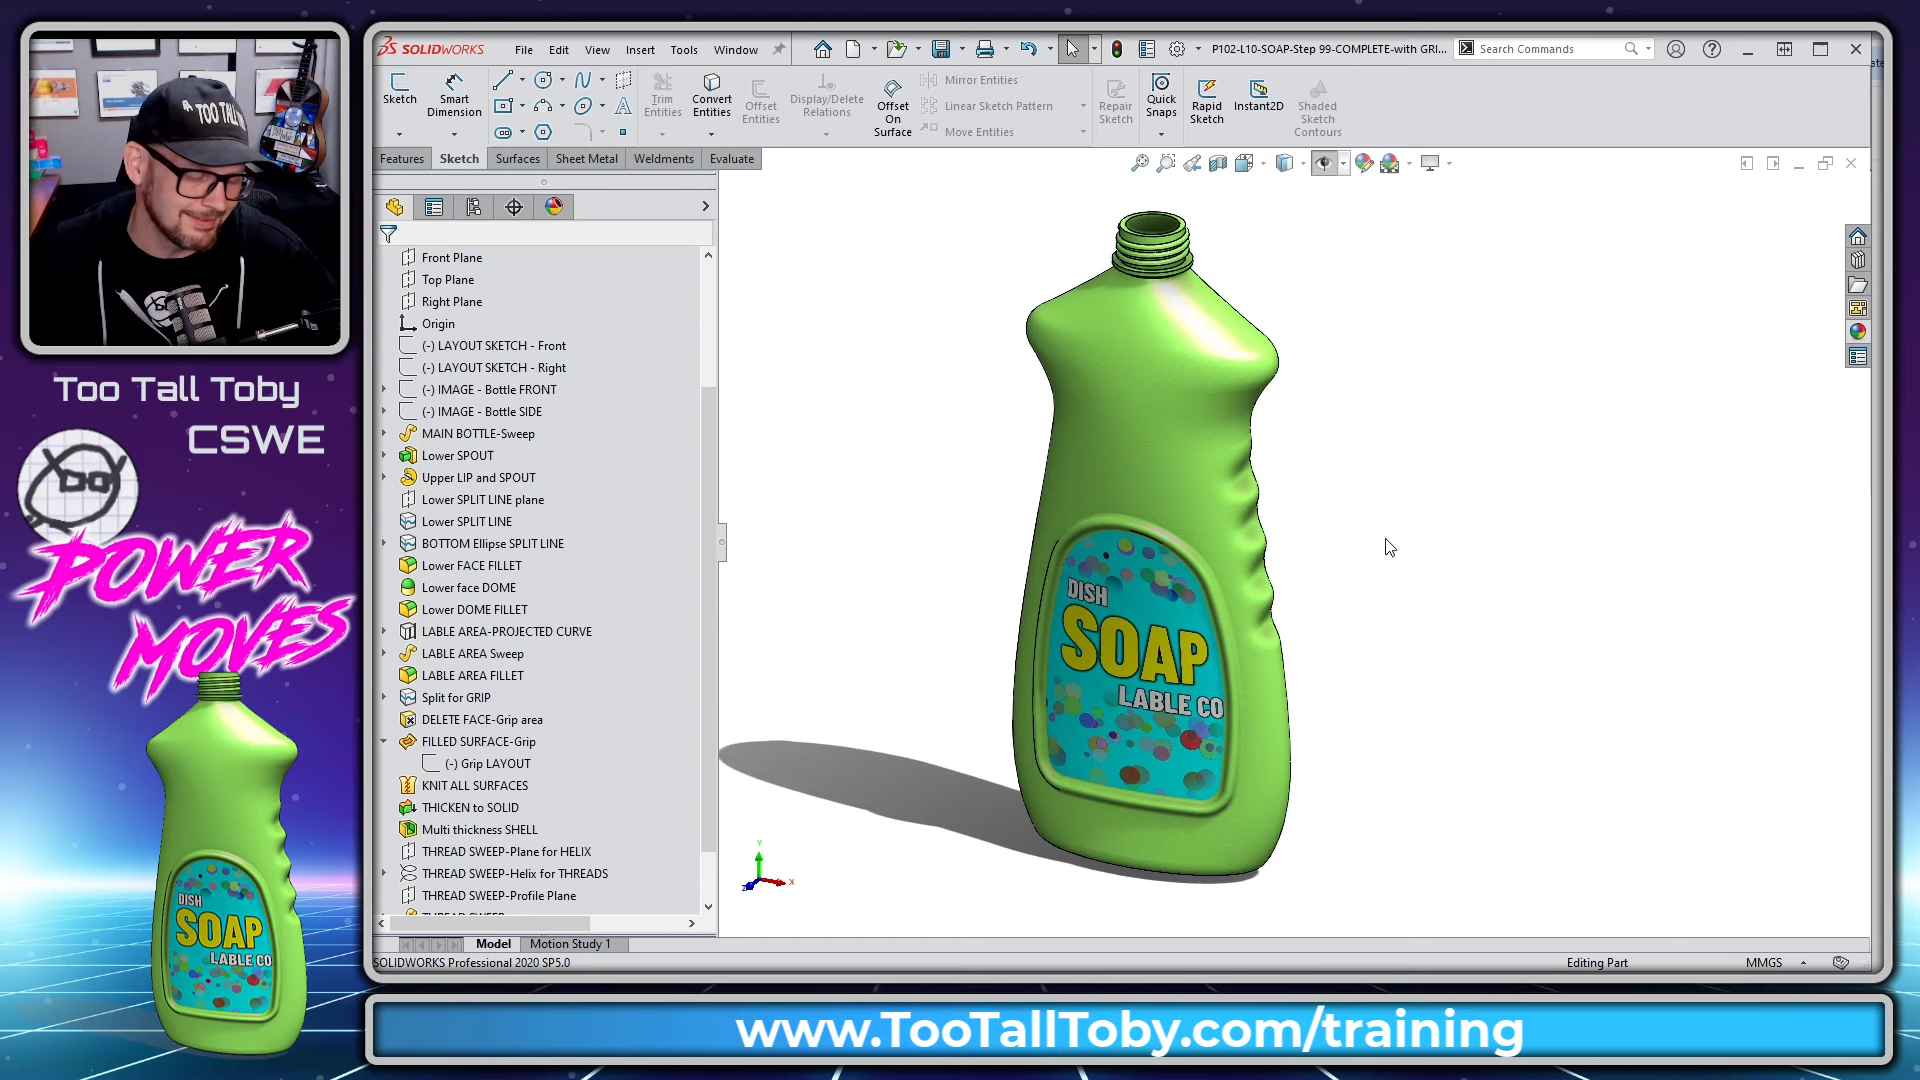 SOLIDWORKS File Edit View Insert Tools Window P102-L10-SOAP-Step 99-COMPLETE-with GRI... Search Commands
Sketch Smart Dimension Trim Entities Convert Entities Offset Entities Display/Delete Relations Offset On Surface Mirror Entities Linear Sketch Pattern Move Entities Repair Sketch Quick Snaps Rapid Sketch Instant2D Shaded Sketch Contours
Features Sketch Surfaces Sheet Metal Weldments Evaluate
Front Plane
Top Plane
Right Plane
Origin
(-) LAYOUT SKETCH - Front
(-) LAYOUT SKETCH - Right
(-) IMAGE - Bottle FRONT
(-) IMAGE - Bottle SIDE
MAIN BOTTLE-Sweep
Lower SPOUT
Upper LIP and SPOUT
Lower SPLIT LINE plane
Lower SPLIT LINE
BOTTOM Ellipse SPLIT LINE
Lower FACE FILLET
Lower face DOME
Lower DOME FILLET
LABLE AREA-PROJECTED CURVE
LABLE AREA Sweep
LABLE AREA FILLET
Split for GRIP
DELETE FACE-Grip area
FILLED SURFACE-Grip
(-) Grip LAYOUT
KNIT ALL SURFACES
THICKEN to SOLID
Multi thickness SHELL
THREAD SWEEP-Plane for HELIX
THREAD SWEEP-Helix for THREADS
THREAD SWEEP-Profile Plane
Model Motion Study 1
SOLIDWORKS Professional 2020 SP5.0 Editing Part MMGS
DISH
SOAP
LABLE CO
Y
X
Z
TOO TALL
Too Tall Toby
CSWE
POWER
MOVES
DISH
SOAP
LABLE CO
www.TooTallToby.com/training